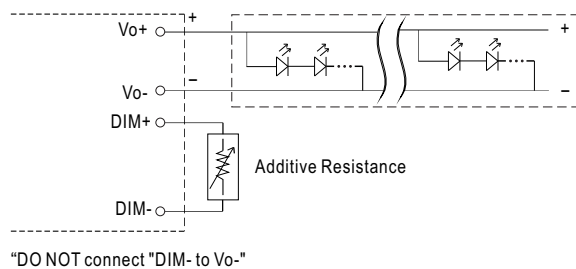 Vo+
+
+
Vo-
−
−
DIM+
Additive Resistance
DIM-
“DO NOT connect "DIM- to Vo-"